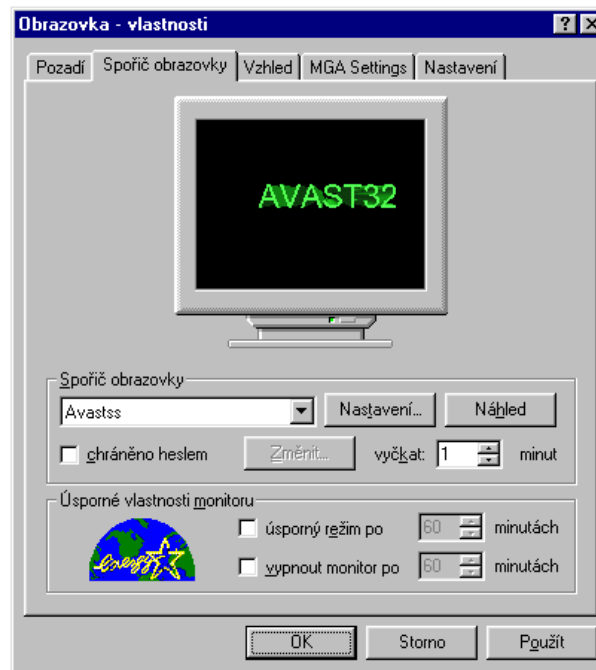 Obrazovka - vlastnosti
Pozadí Spořič obrazovky Vzhled MGA Settings Nastavení
AVAST32
Spořič obrazovky
Avastss Nastavení... Náhled
chráněno heslem Změnit... vyčkat: 1 minut
Úsporné vlastnosti monitoru
energy
úsporný režim po 60 minutách
vypnout monitor po 60 minutách
OK Storno Použít